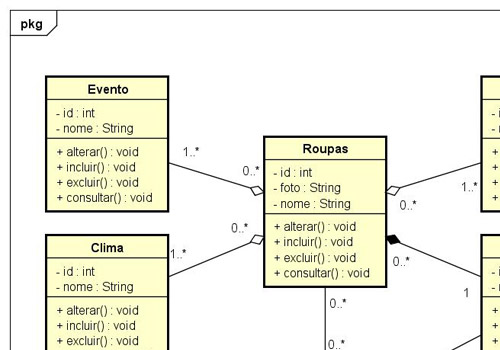 pkg
Evento
- id : int
- nome : String
+ alterar() : void
+ incluir() : void
+ excluir() : void
+ consultar() : void
1..*
0..*
Roupas
- id : int
- foto : String
- nome : String
+ alterar() : void
+ incluir() : void
+ excluir() : void
+ consultar() : void
1..*
0..*
0..*
1..*
0..*
1
0..*
0..*
Clima
- id : int
- nome : String
+ alterar() : void
+ incluir() : void
+ excluir() : void